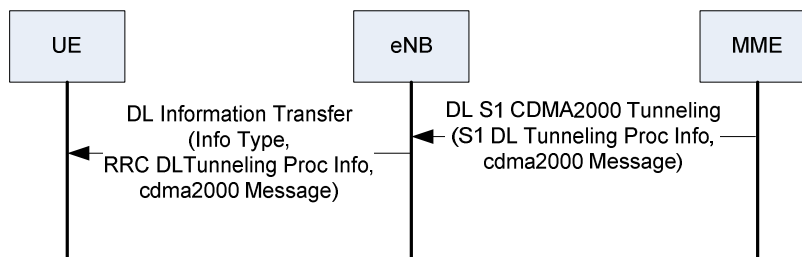 UE
eNB
MME
DL Information Transfer
(Info Type,
RRC DLTunneling Proc Info,
cdma2000 Message)
DL S1 CDMA2000 Tunneling
(S1 DL Tunneling Proc Info,
cdma2000 Message)